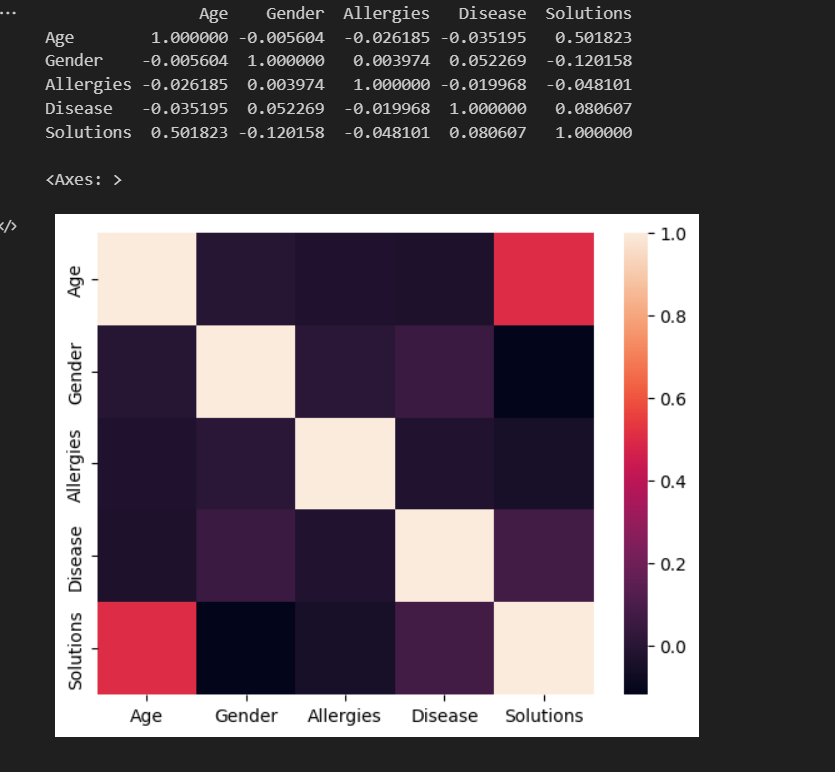 ...
Age Gender Allergies Disease Solutions
Age 1.000000 -0.005604 -0.026185 -0.035195 0.501823
Gender -0.005604 1.000000 0.003974 0.052269 -0.120158
Allergies -0.026185 0.003974 1.000000 -0.019968 -0.048101
Disease -0.035195 0.052269 -0.019968 1.000000 0.080607
Solutions 0.501823 -0.120158 -0.048101 0.080607 1.000000
<Axes: >
</>
Age
Gender
Allergies
Disease
Solutions
Age Gender Allergies Disease Solutions
1.0
0.8
0.6
0.4
0.2
0.0